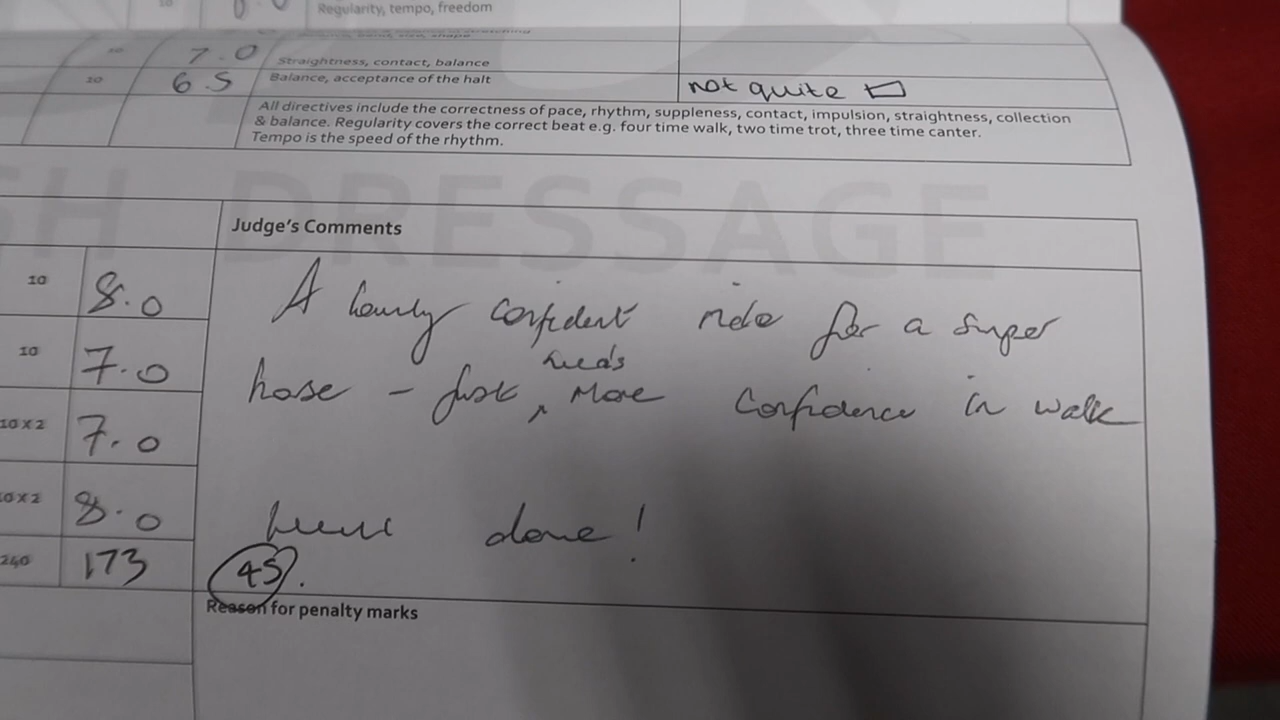 10
Regularity, tempo, freedom
10 7.0 Straightness, contact, balance
10 6.5 Balance, acceptance of the halt not quite
All directives include the correctness of pace, rhythm, suppleness, contact, impulsion, straightness, collection
& balance. Regularity covers the correct beat e.g. four time walk, two time trot, three time canter.
Tempo is the speed of the rhythm.
SH DRESSAGE
Judge's Comments
10 8.0
A lovely confident ride for a super
10 7.0
needs
horse - just ^ more confidence in walk
10 X 2 7.0
10 X 2 8.0
well done!
240 173
45.
Reason for penalty marks